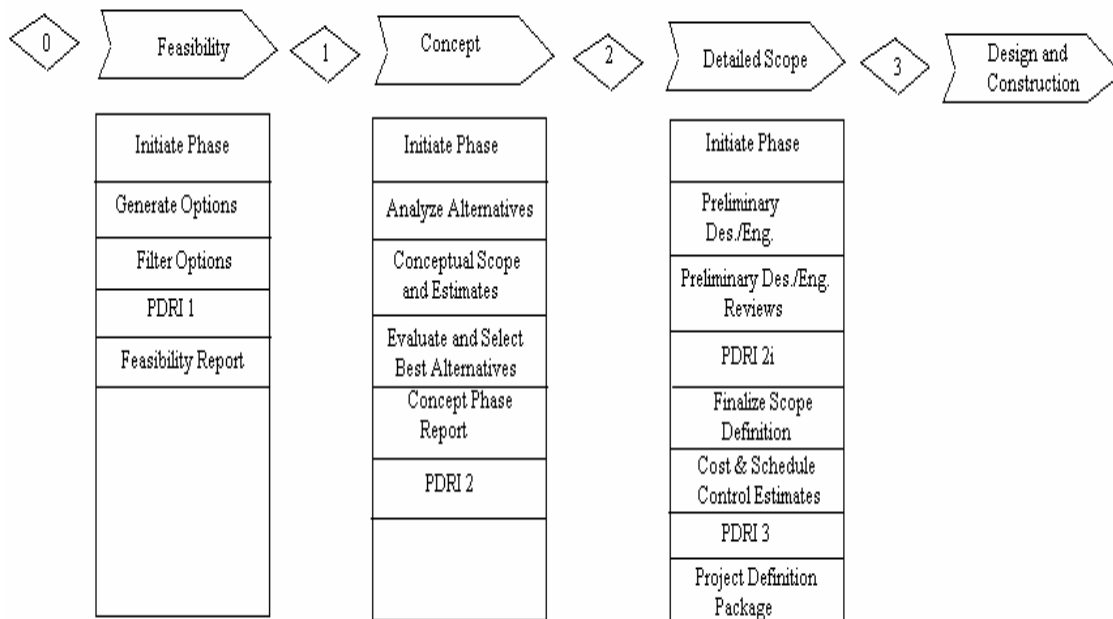 0
Feasibility
1
Concept
2
Detailed Scope
3
Design and
Construction
Initiate Phase
Generate Options
Filter Options
PDRI 1
Feasibility Report
Initiate Phase
Analyze Alternatives
Conceptual Scope
and Estimates
Evaluate and Select
Best Alternatives
Concept Phase
Report
PDRI 2
Initiate Phase
Preliminary
Des./Eng.
Preliminary Des./Eng.
Reviews
PDRI 2i
Finalize Scope
Definition
Cost & Schedule
Control Estimates
PDRI 3
Project Definition
Package